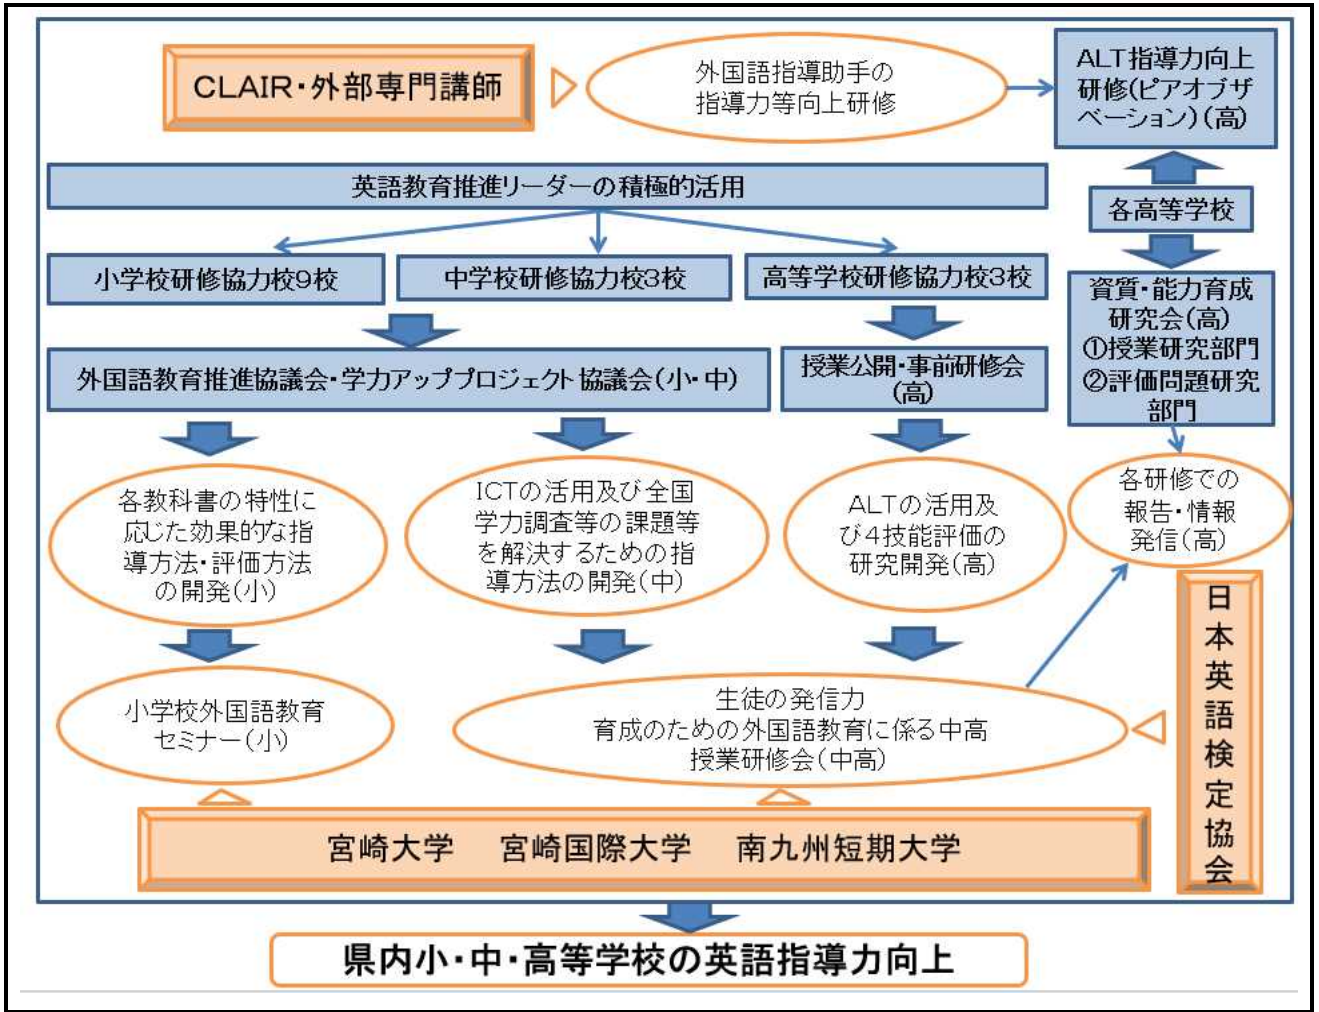 CLAIR・外部専門講師
外国語指導助手の
指導力等向上研修
ALT指導力向上
研修(ピアオブザ
ベーション)(高)
英語教育推進リーダーの積極的活用
各高等学校
小学校研修協力校9校
中学校研修協力校3校
高等学校研修協力校3校
資質・能力育成
研究会(高)
①授業研究部門
②評価問題研究
部門
外国語教育推進協議会・学力アッププロジェクト協議会(小・中)
授業公開・事前研修会
(高)
各教科書の特性に
応じた効果的な指
導方法・評価方法
の開発(小)
ICTの活用及び全国
学力調査等の課題等
を解決するための指
導方法の開発(中)
ALTの活用及
び4技能評価の
研究開発(高)
各研修での
報告・情報
発信(高)
小学校外国語教育
セミナー(小)
生徒の発信力
育成のための外国語教育に係る中高
授業研修会(中高)
日本英語検定協会
宮崎大学 宮崎国際大学 南九州短期大学
県内小・中・高等学校の英語指導力向上